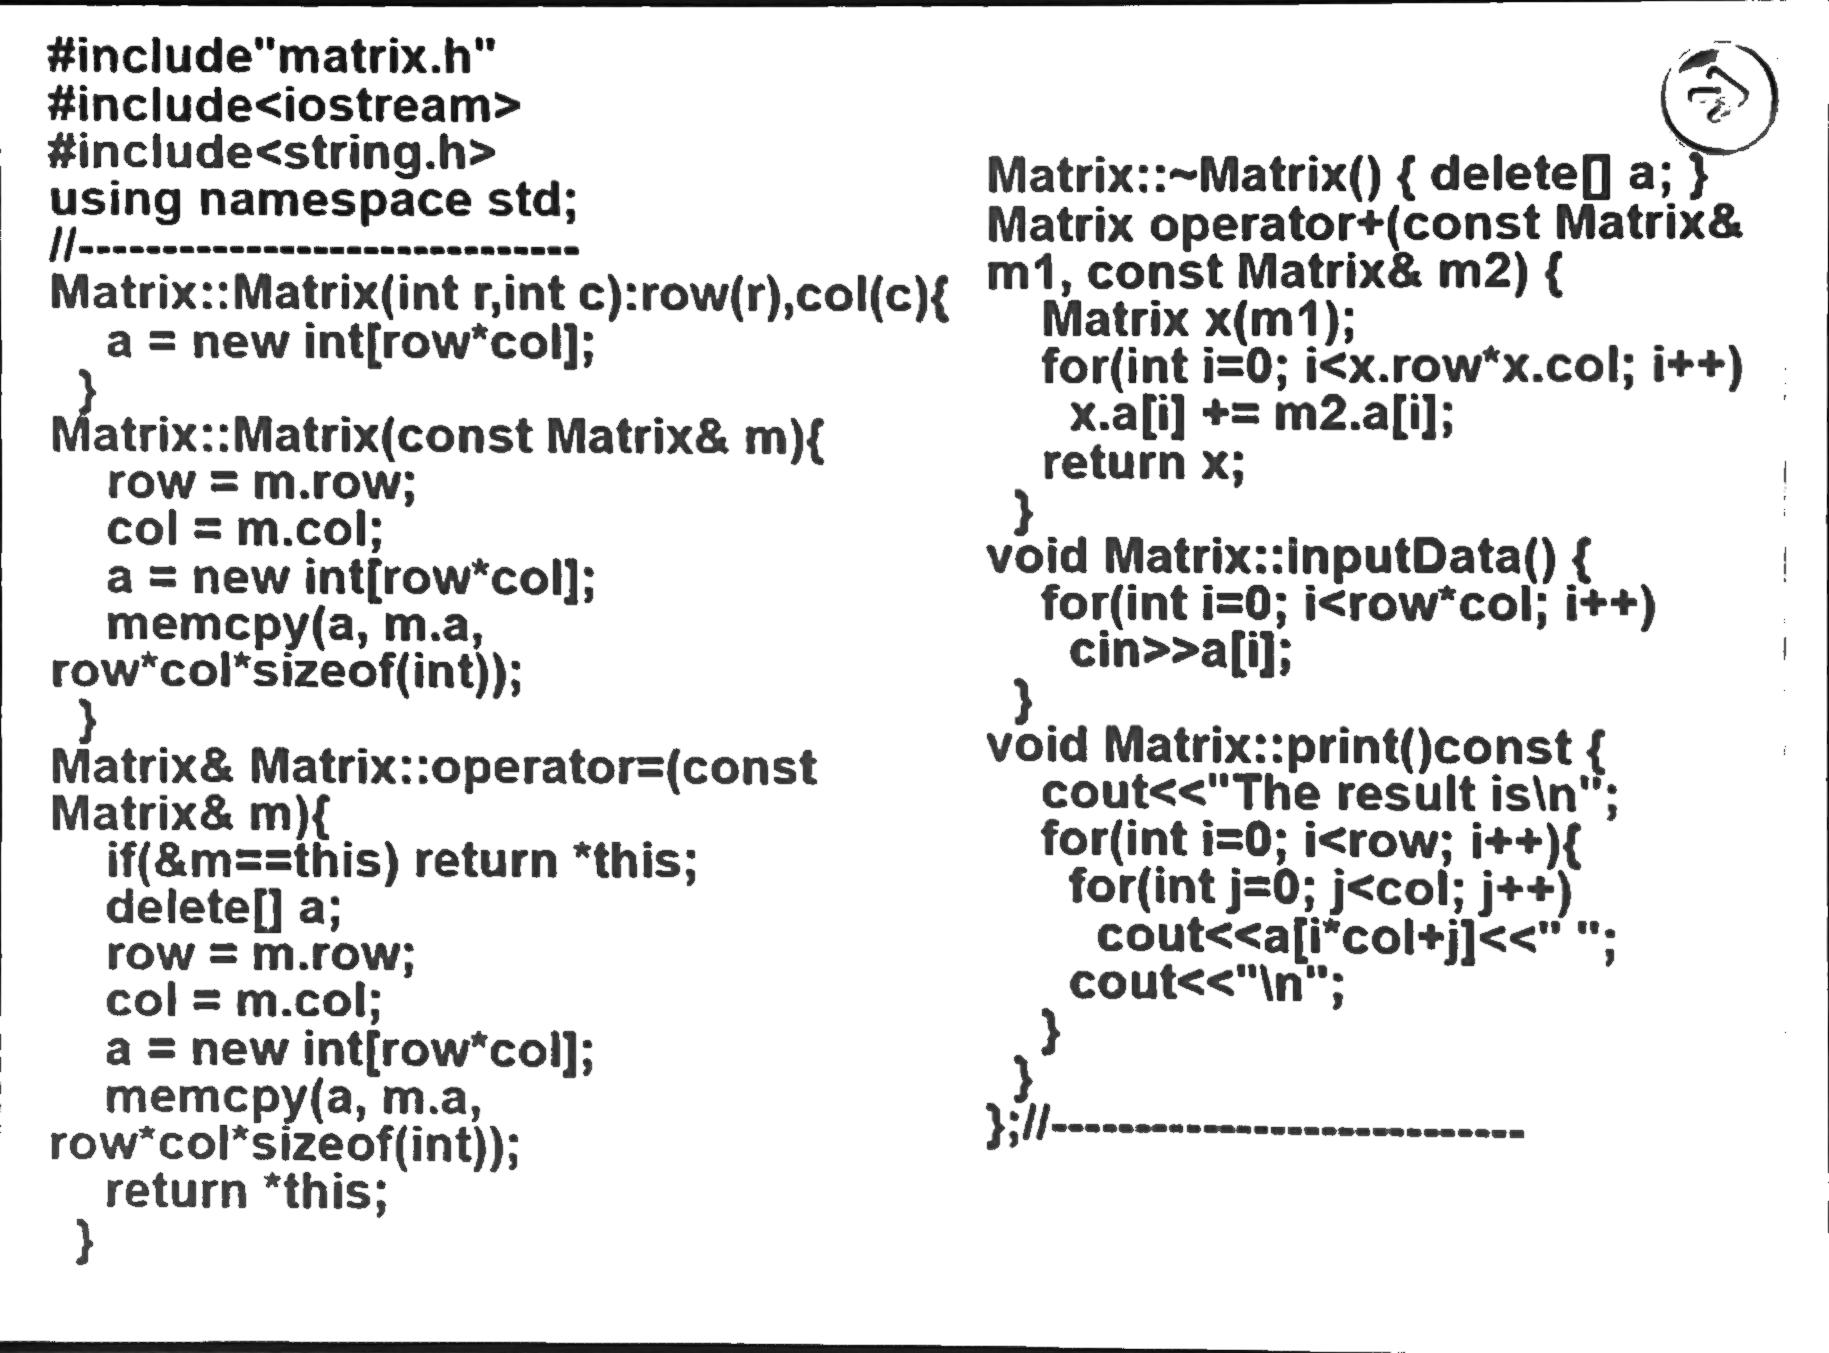 #include"matrix.h"
#include<iostream>
#include<string.h>
using namespace std;
//------------------------------
Matrix::Matrix(int r,int c):row(r),col(c){
   a = new int[row*col];
 }
Matrix::Matrix(const Matrix& m){
   row = m.row;
   col = m.col;
   a = new int[row*col];
   memcpy(a, m.a,
row*col*sizeof(int));
 }
Matrix& Matrix::operator=(const
Matrix& m){
   if(&m==this) return *this;
   delete[] a;
   row = m.row;
   col = m.col;
   a = new int[row*col];
   memcpy(a, m.a,
row*col*sizeof(int));
   return *this;
 }
Matrix::~Matrix() { delete[] a; }
Matrix operator+(const Matrix&
m1, const Matrix& m2) {
   Matrix x(m1);
   for(int i=0; i<x.row*x.col; i++)
     x.a[i] += m2.a[i];
   return x;
 }
void Matrix::inputData() {
   for(int i=0; i<row*col; i++)
     cin>>a[i];
 }
void Matrix::print()const {
   cout<<"The result is\n";
   for(int i=0; i<row; i++){
     for(int j=0; j<col; j++)
      cout<<a[i*col+j]<<" ";
     cout<<"\n";
   }
 }
};//----------------------------